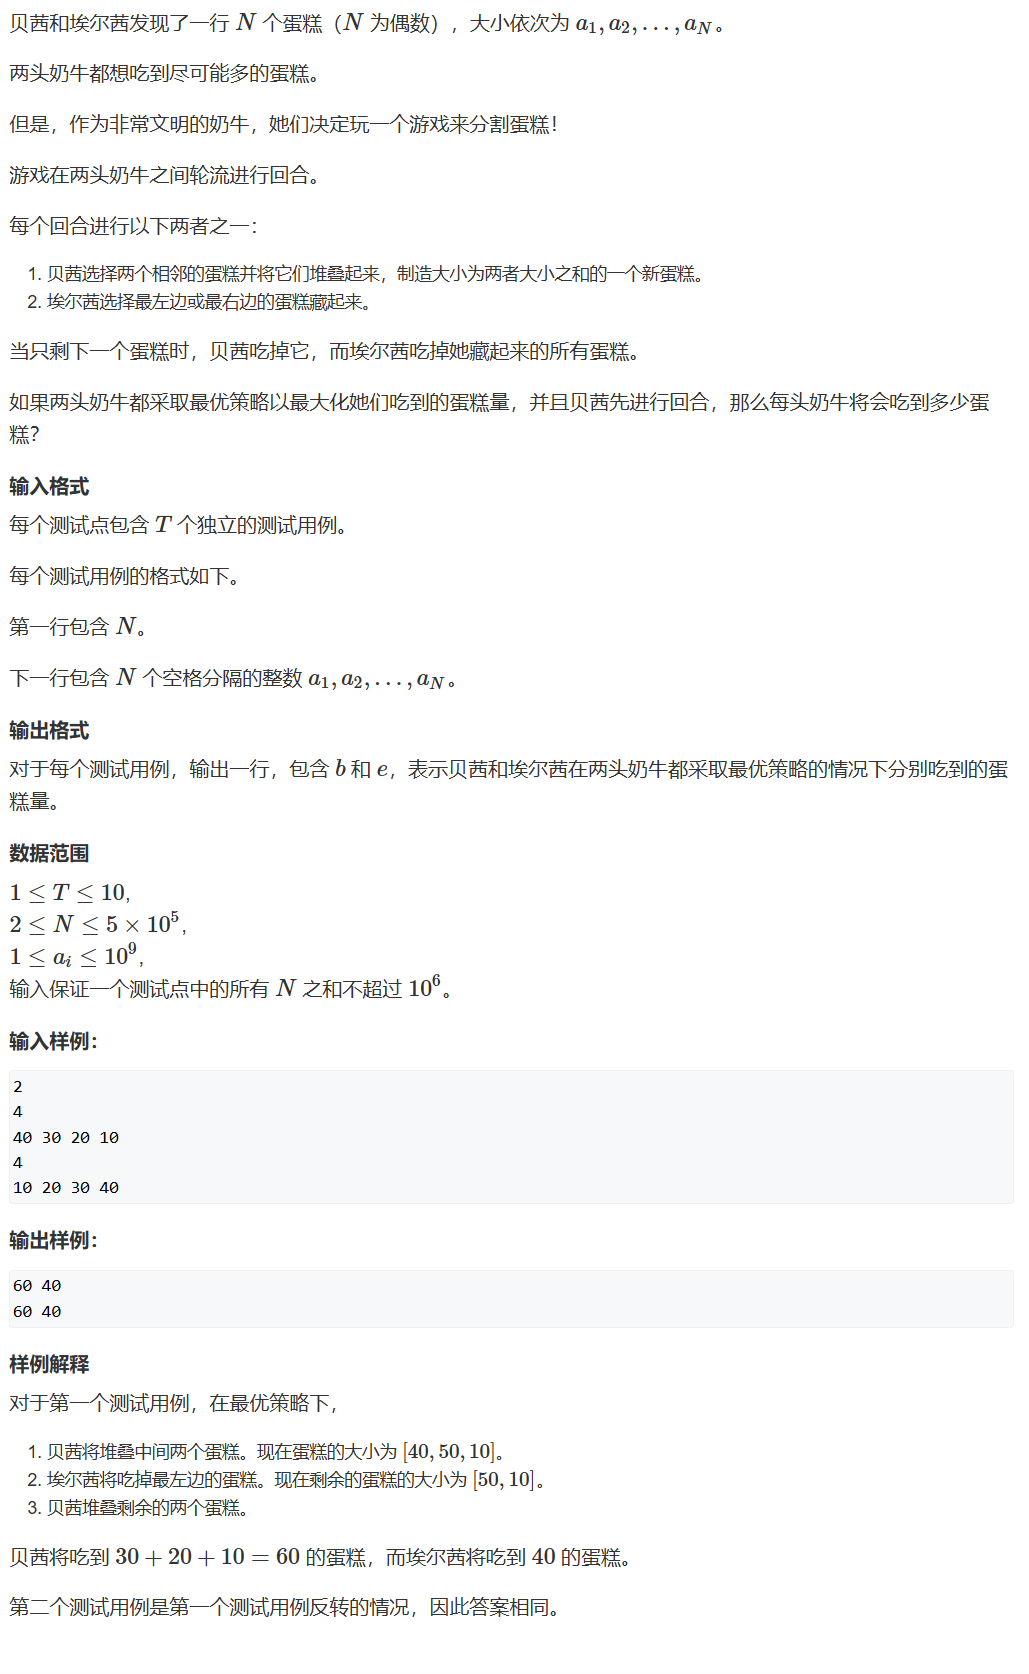 贝茜和埃尔茜发现了一行 N 个蛋糕（N 为偶数），大小依次为 a₁, a₂, …, a_N。
两头奶牛都想吃到尽可能多的蛋糕。
但是，作为非常文明的奶牛，她们决定玩一个游戏来分割蛋糕！
游戏在两头奶牛之间轮流进行回合。
每个回合进行以下两者之一：
1. 贝茜选择两个相邻的蛋糕并将它们堆叠起来，制造大小为两者大小之和的一个新蛋糕。
2. 埃尔茜选择最左边或最右边的蛋糕藏起来。
当只剩下一个蛋糕时，贝茜吃掉它，而埃尔茜吃掉她藏起来的所有蛋糕。
如果两头奶牛都采取最优策略以最大化她们吃到的蛋糕量，并且贝茜先进行回合，那么每头奶牛将会吃到多少蛋
糕？
输入格式
每个测试点包含 T 个独立的测试用例。
每个测试用例的格式如下。
第一行包含 N。
下一行包含 N 个空格分隔的整数 a₁, a₂, …, a_N。
输出格式
对于每个测试用例，输出一行，包含 b 和 e，表示贝茜和埃尔茜在两头奶牛都采取最优策略的情况下分别吃到的蛋
糕量。
数据范围
1 ≤ T ≤ 10,
2 ≤ N ≤ 5 × 10⁵,
1 ≤ aᵢ ≤ 10⁹,
输入保证一个测试点中的所有 N 之和不超过 10⁶。
输入样例：
2
4
40 30 20 10
4
10 20 30 40
输出样例：
60 40
60 40
样例解释
对于第一个测试用例，在最优策略下，
1. 贝茜将堆叠中间两个蛋糕。现在蛋糕的大小为 [40, 50, 10]。
2. 埃尔茜将吃掉最左边的蛋糕。现在剩余的蛋糕的大小为 [50, 10]。
3. 贝茜堆叠剩余的两个蛋糕。
贝茜将吃到 30 + 20 + 10 = 60 的蛋糕，而埃尔茜将吃到 40 的蛋糕。
第二个测试用例是第一个测试用例反转的情况，因此答案相同。